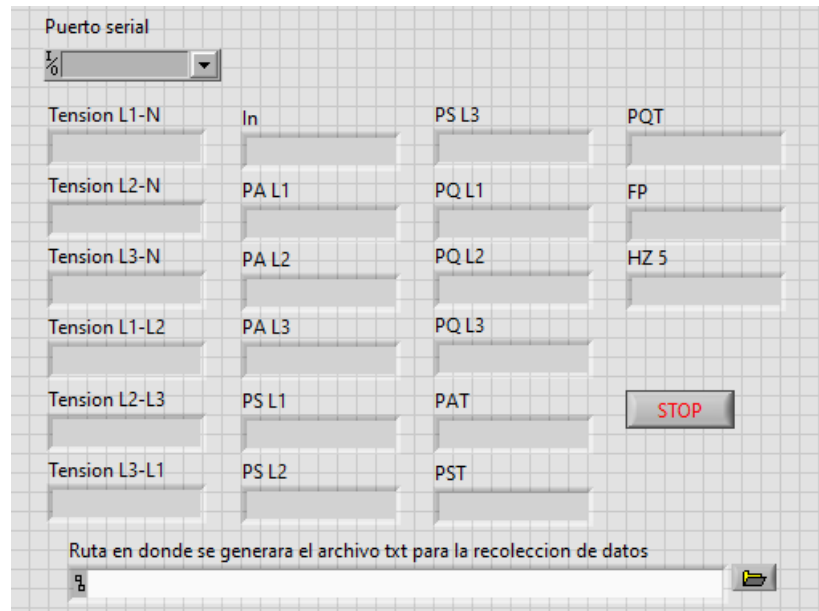 Puerto serial
I/O
Tension L1-N
In
PS L3
PQT
Tension L2-N
PA L1
PQ L1
FP
Tension L3-N
PA L2
PQ L2
HZ 5
Tension L1-L2
PA L3
PQ L3
Tension L2-L3
PS L1
PAT
STOP
Tension L3-L1
PS L2
PST
Ruta en donde se generara el archivo txt para la recoleccion de datos